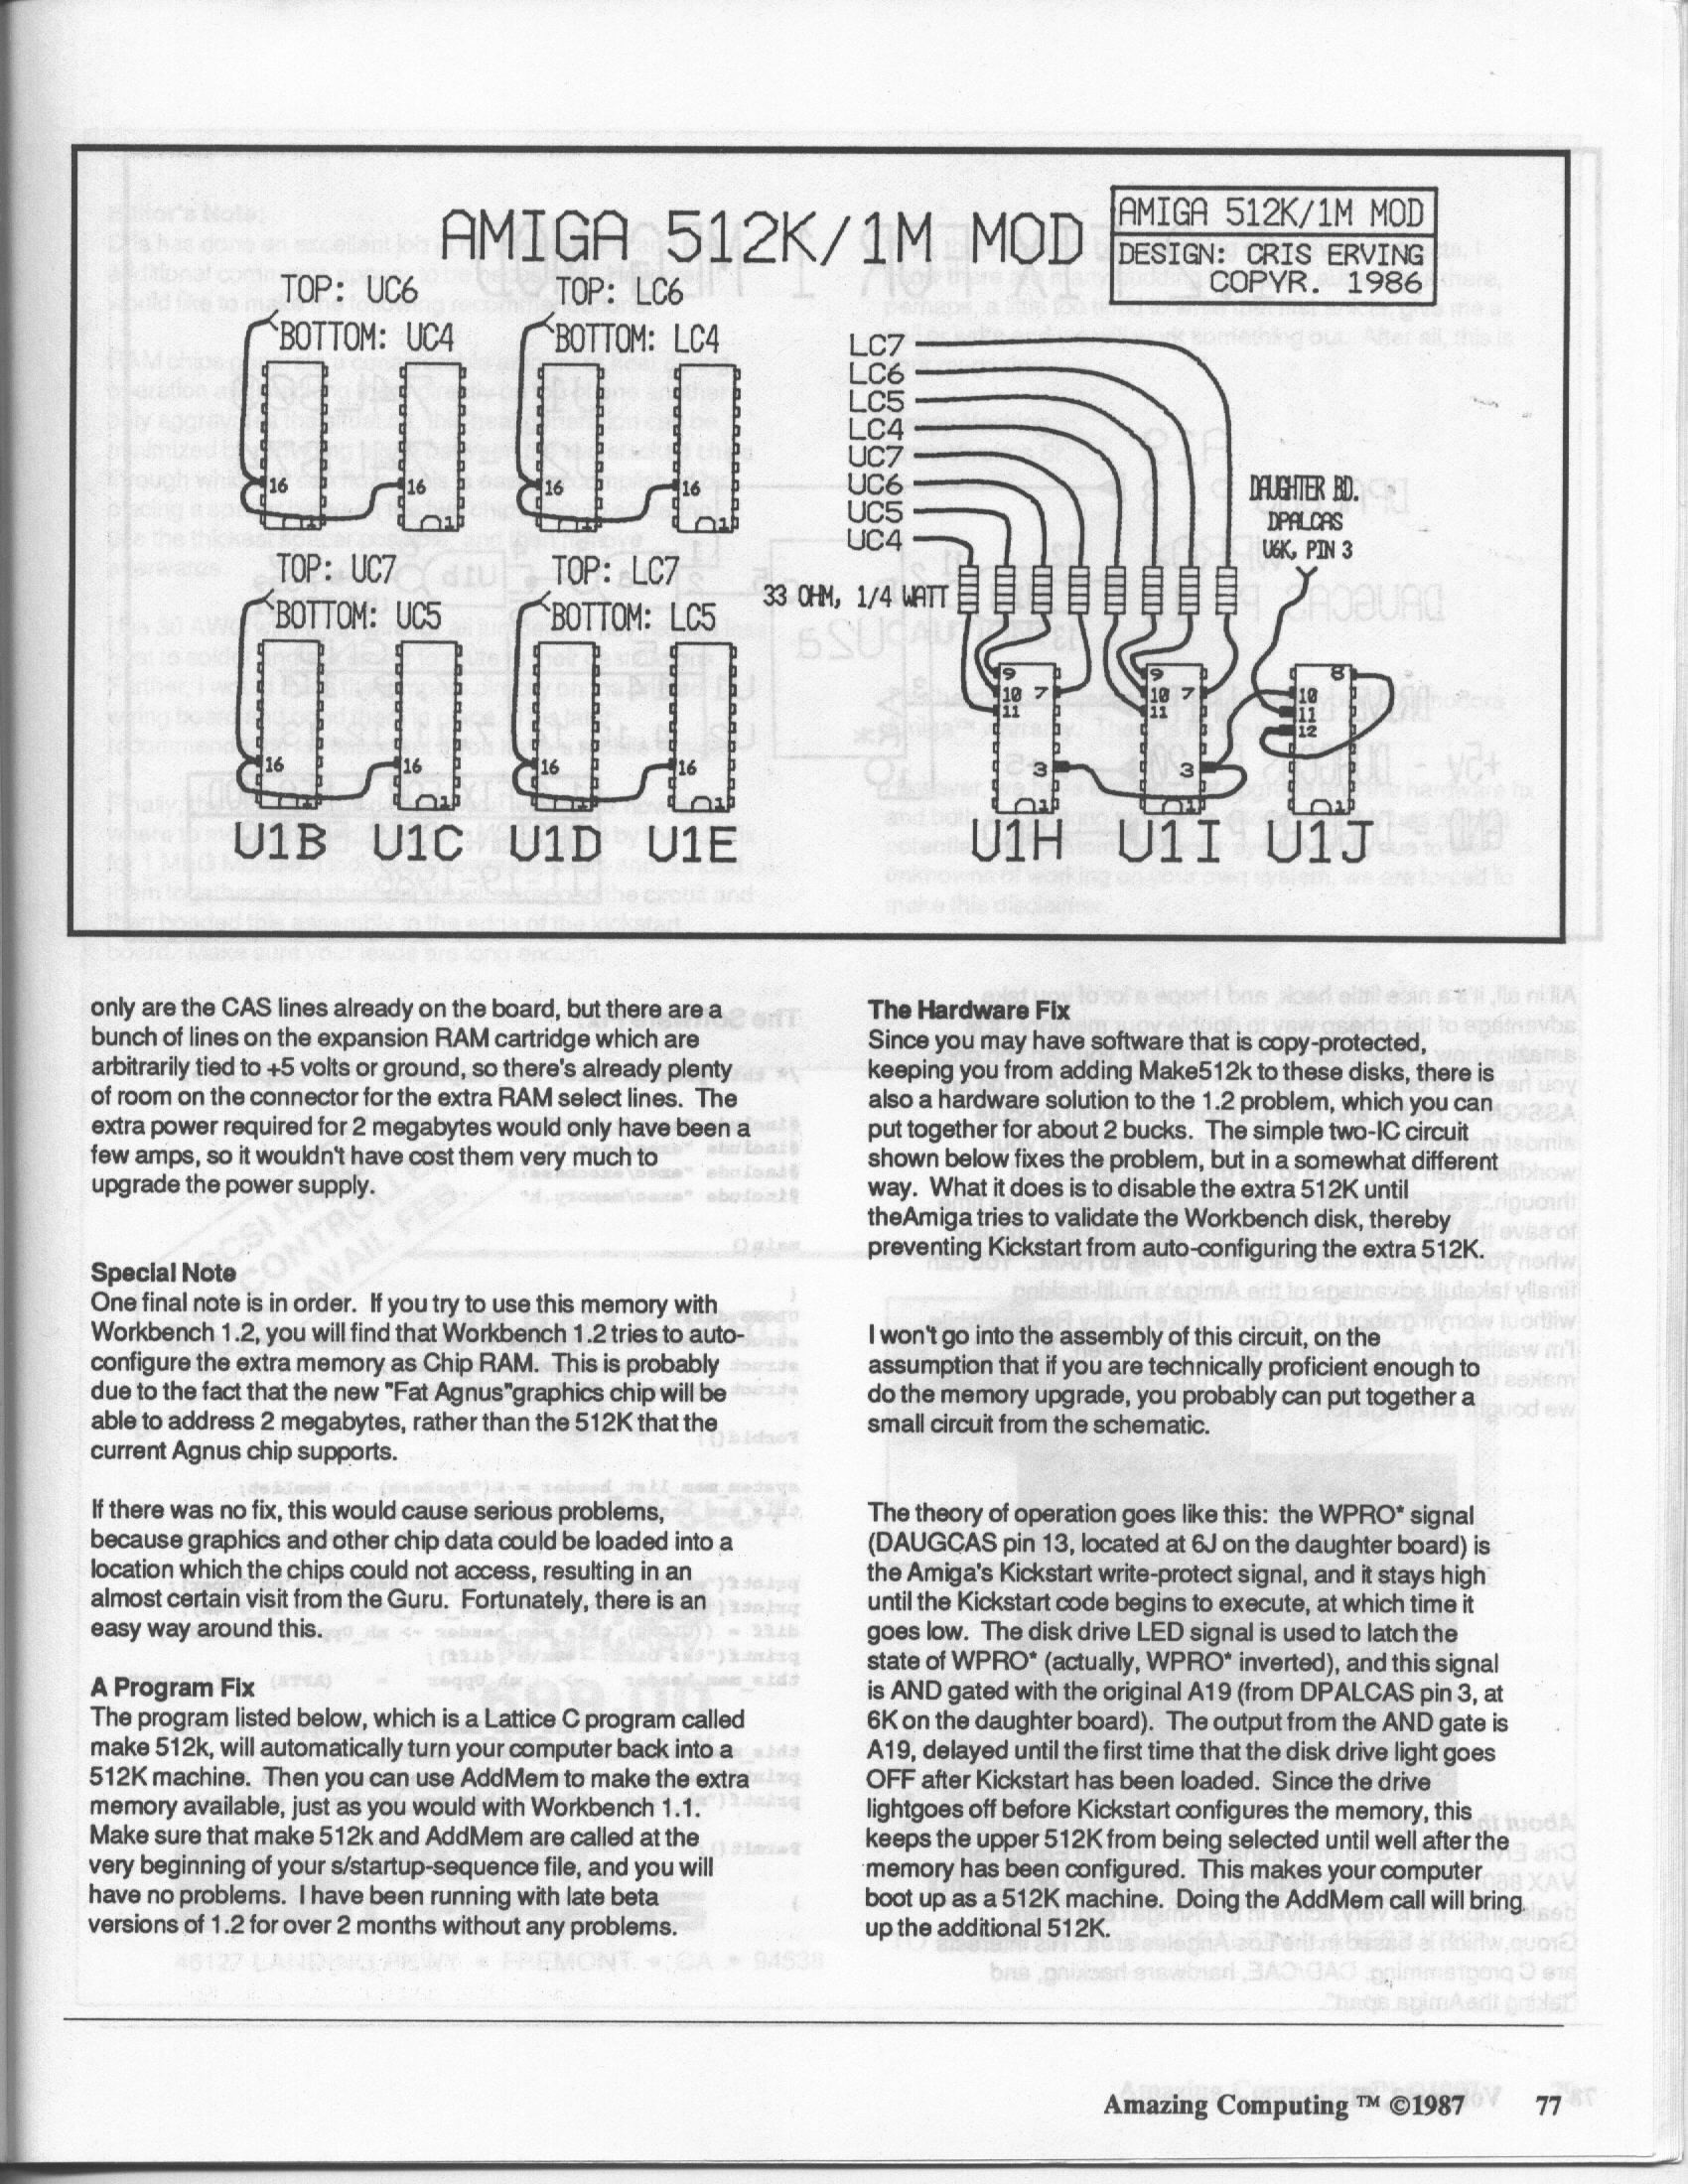 AMIGA 512K/1M MOD
AMIGA 512K/1M MOD
DESIGN: CRIS ERVING
COPYR. 1986
TOP: UC6
BOTTOM: UC4
TOP: LC6
BOTTOM: LC4
16
1
16
1
16
1
16
1
TOP: UC7
BOTTOM: UC5
TOP: LC7
BOTTOM: LC5
16
1
16
1
16
1
16
1
U1B U1C U1D U1E
LC7
LC6
LC5
LC4
UC7
UC6
UC5
UC4
33 OHM, 1/4 WATT
DAUGHTER BD.
DPALCAS
U6K, PIN 3
9
10 7
11
3
1
9
10 7
11
3
1
8
10
11
12
1
U1H U1I U1J
only are the CAS lines already on the board, but there are a
bunch of lines on the expansion RAM cartridge which are
arbitrarily tied to +5 volts or ground, so there's already plenty
of room on the connector for the extra RAM select lines. The
extra power required for 2 megabytes would only have been a
few amps, so it wouldn't have cost them very much to
upgrade the power supply.
Special Note
One final note is in order. If you try to use this memory with
Workbench 1.2, you will find that Workbench 1.2 tries to auto-
configure the extra memory as Chip RAM. This is probably
due to the fact that the new "Fat Agnus"graphics chip will be
able to address 2 megabytes, rather than the 512K that the
current Agnus chip supports.
If there was no fix, this would cause serious problems,
because graphics and other chip data could be loaded into a
location which the chips could not access, resulting in an
almost certain visit from the Guru. Fortunately, there is an
easy way around this.
A Program Fix
The program listed below, which is a Lattice C program called
make 512k, will automatically turn your computer back into a
512K machine. Then you can use AddMem to make the extra
memory available, just as you would with Workbench 1.1.
Make sure that make 512k and AddMem are called at the
very beginning of your s/startup-sequence file, and you will
have no problems. I have been running with late beta
versions of 1.2 for over 2 months without any problems.
The Hardware Fix
Since you may have software that is copy-protected,
keeping you from adding Make512k to these disks, there is
also a hardware solution to the 1.2 problem, which you can
put together for about 2 bucks. The simple two-IC circuit
shown below fixes the problem, but in a somewhat different
way. What it does is to disable the extra 512K until
theAmiga tries to validate the Workbench disk, thereby
preventing Kickstart from auto-configuring the extra 512K.
I won't go into the assembly of this circuit, on the
assumption that if you are technically proficient enough to
do the memory upgrade, you probably can put together a
small circuit from the schematic.
The theory of operation goes like this: the WPRO* signal
(DAUGCAS pin 13, located at 6J on the daughter board) is
the Amiga's Kickstart write-protect signal, and it stays high
until the Kickstart code begins to execute, at which time it
goes low. The disk drive LED signal is used to latch the
state of WPRO* (actually, WPRO* inverted), and this signal
is AND gated with the original A19 (from DPALCAS pin 3, at
6K on the daughter board). The output from the AND gate is
A19, delayed until the first time that the disk drive light goes
OFF after Kickstart has been loaded. Since the drive
lightgoes off before Kickstart configures the memory, this
keeps the upper 512K from being selected until well after the
memory has been configured. This makes your computer
boot up as a 512K machine. Doing the AddMem call will bring
up the additional 512K.
Amazing Computing ™ ©1987 77